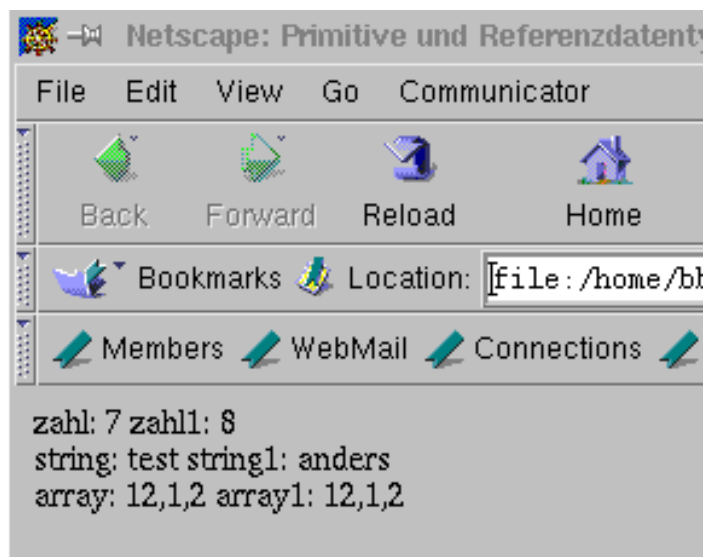 Netscape: Primitive und Referenzdatenty
File Edit View Go Communicator
Back Forward Reload Home
Bookmarks Location: file:/home/bb
Members WebMail Connections
zahl: 7 zahl1: 8
string: test string1: anders
array: 12,1,2 array1: 12,1,2